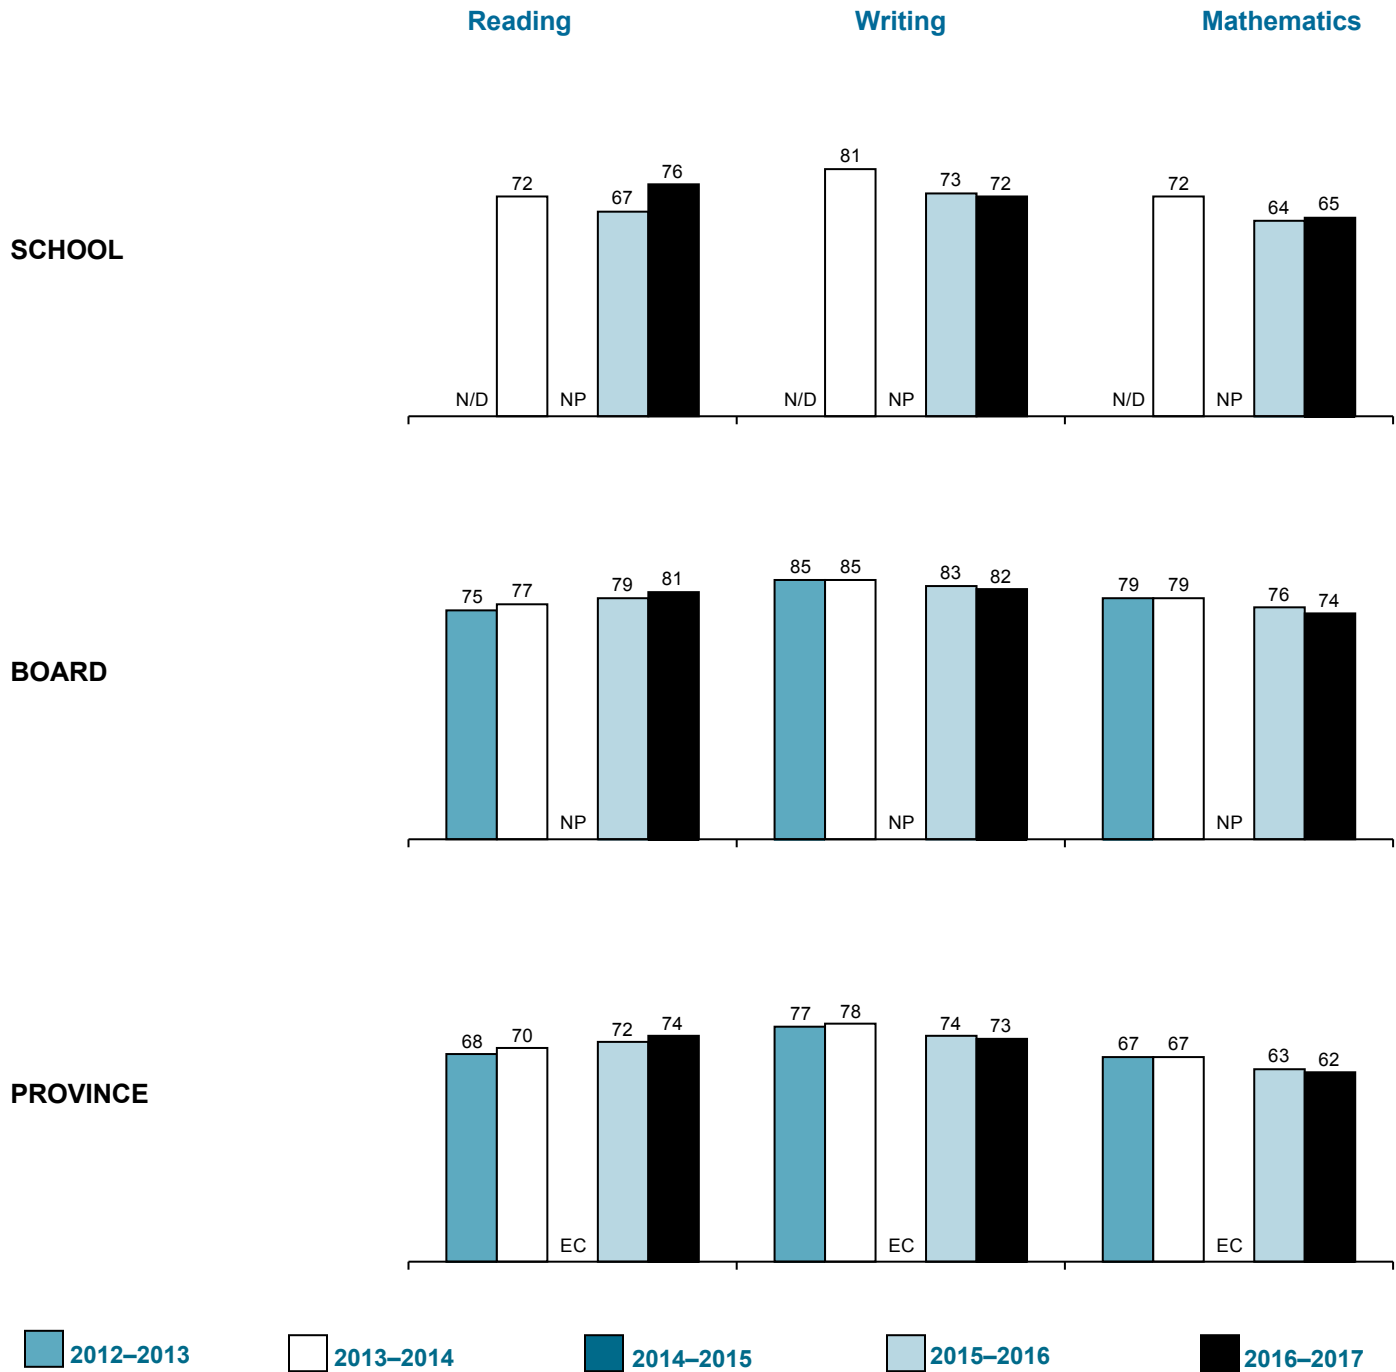 Reading Writing Mathematics
SCHOOL
N/D 72 NP 67 76 N/D 81 NP 73 72 N/D 72 NP 64 65
BOARD
75 77 NP 79 81 85 85 NP 83 82 79 79 NP 76 74
PROVINCE
68 70 EC 72 74 77 78 EC 74 73 67 67 EC 63 62
2012–2013 2013–2014 2014–2015 2015–2016 2016–2017